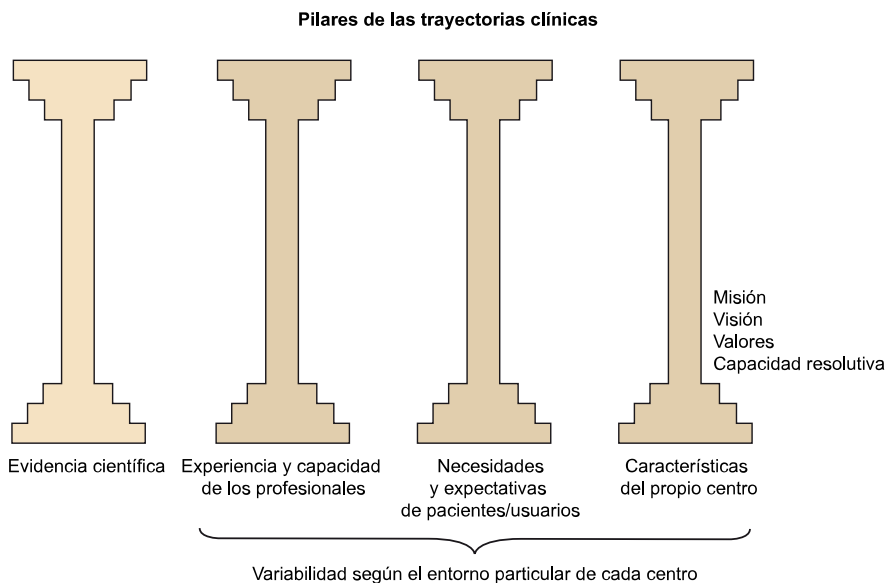 Pilares de las trayectorias clínicas
Misión
Visión
Valores
Capacidad resolutiva
Evidencia científica
Experiencia y capacidad
de los profesionales
Necesidades
y expectativas
de pacientes/usuarios
Características
del propio centro
Variabilidad según el entorno particular de cada centro